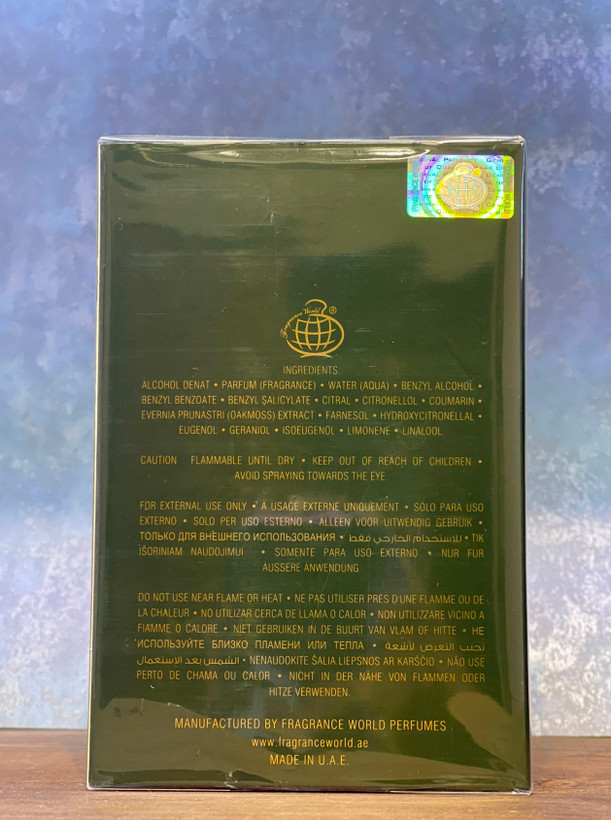 Fragrance World ®
INGREDIENTS
ALCOHOL DENAT • PARFUM (FRAGRANCE) • WATER (AQUA) • BENZYL ALCOHOL •
BENZYL BENZOATE • BENZYL SALICYLATE • CITRAL • CITRONELLOL • COUMARIN •
EVERNIA PRUNASTRI (OAKMOSS) EXTRACT • FARNESOL • HYDROXYCITRONELLAL •
EUGENOL • GERANIOL • ISOEUGENOL • LIMONENE • LINALOOL.
CAUTION FLAMMABLE UNTIL DRY • KEEP OUT OF REACH OF CHILDREN •
AVOID SPRAYING TOWARDS THE EYE
FOR EXTERNAL USE ONLY • A USAGE EXTERNE UNIQUEMENT • SOLO PARA USO
EXTERNO • SOLO PER USO ESTERNO • ALLEEN VOOR UITWENDIG GEBRUIK •
ТОЛЬКО ДЛЯ ВНЕШНЕГО ИСПОЛЬЗОВАНИЯ • للاستخدام الخارجي فقط • TIK
IŠORINIAM NAUDOJIMUI • SOMENTE PARA USO EXTERNO • NUR FUR
AUSSERE ANWENDUNG
DO NOT USE NEAR FLAME OR HEAT • NE PAS UTILISER PRÉS D'UNE FLAMME OU DE
LA CHALEUR • NO UTILIZAR CERCA DE LLAMA O CALOR • NON UTILIZZARE VICINO A
FIAMME O CALORE • NIET GEBRUIKEN IN DE BUURT VAN VLAM OF HITTE • НЕ
ИСПОЛЬЗУЙТЕ БЛИЗКО ПЛАМЕНИ ИЛИ ТЕПЛА • تجنب التعرض لأشعة
الشمس بعد الاستعمال • NENAUDOKITE ŠALIA LIEPSNOS AR KARŠČIO • NÃO USE
PERTO DE CHAMA OU CALOR • NICHT IN DER NÄHE VON FLAMMEN ODER
HITZE VERWENDEN.
MANUFACTURED BY FRAGRANCE WORLD PERFUMES
www.fragranceworld.ae
MADE IN U.A.E.